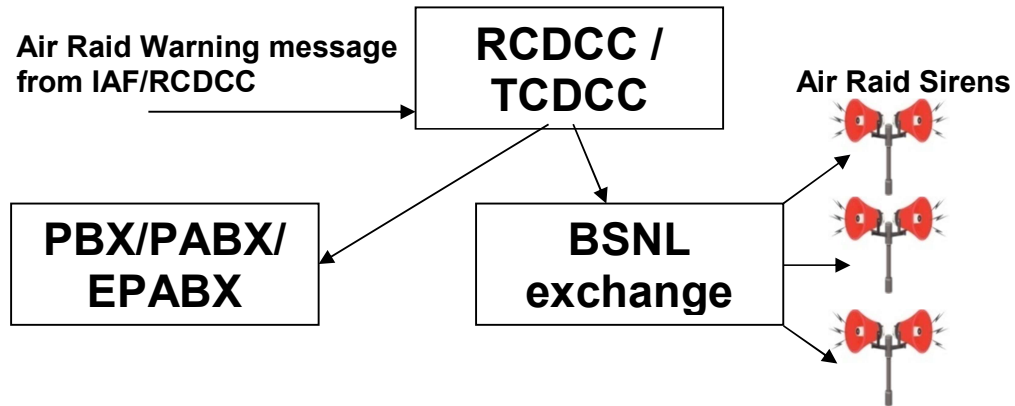 Air Raid Warning message
from IAF/RCDCC
RCDCC /
TCDCC
Air Raid Sirens
PBX/PABX/
EPABX
BSNL
exchange